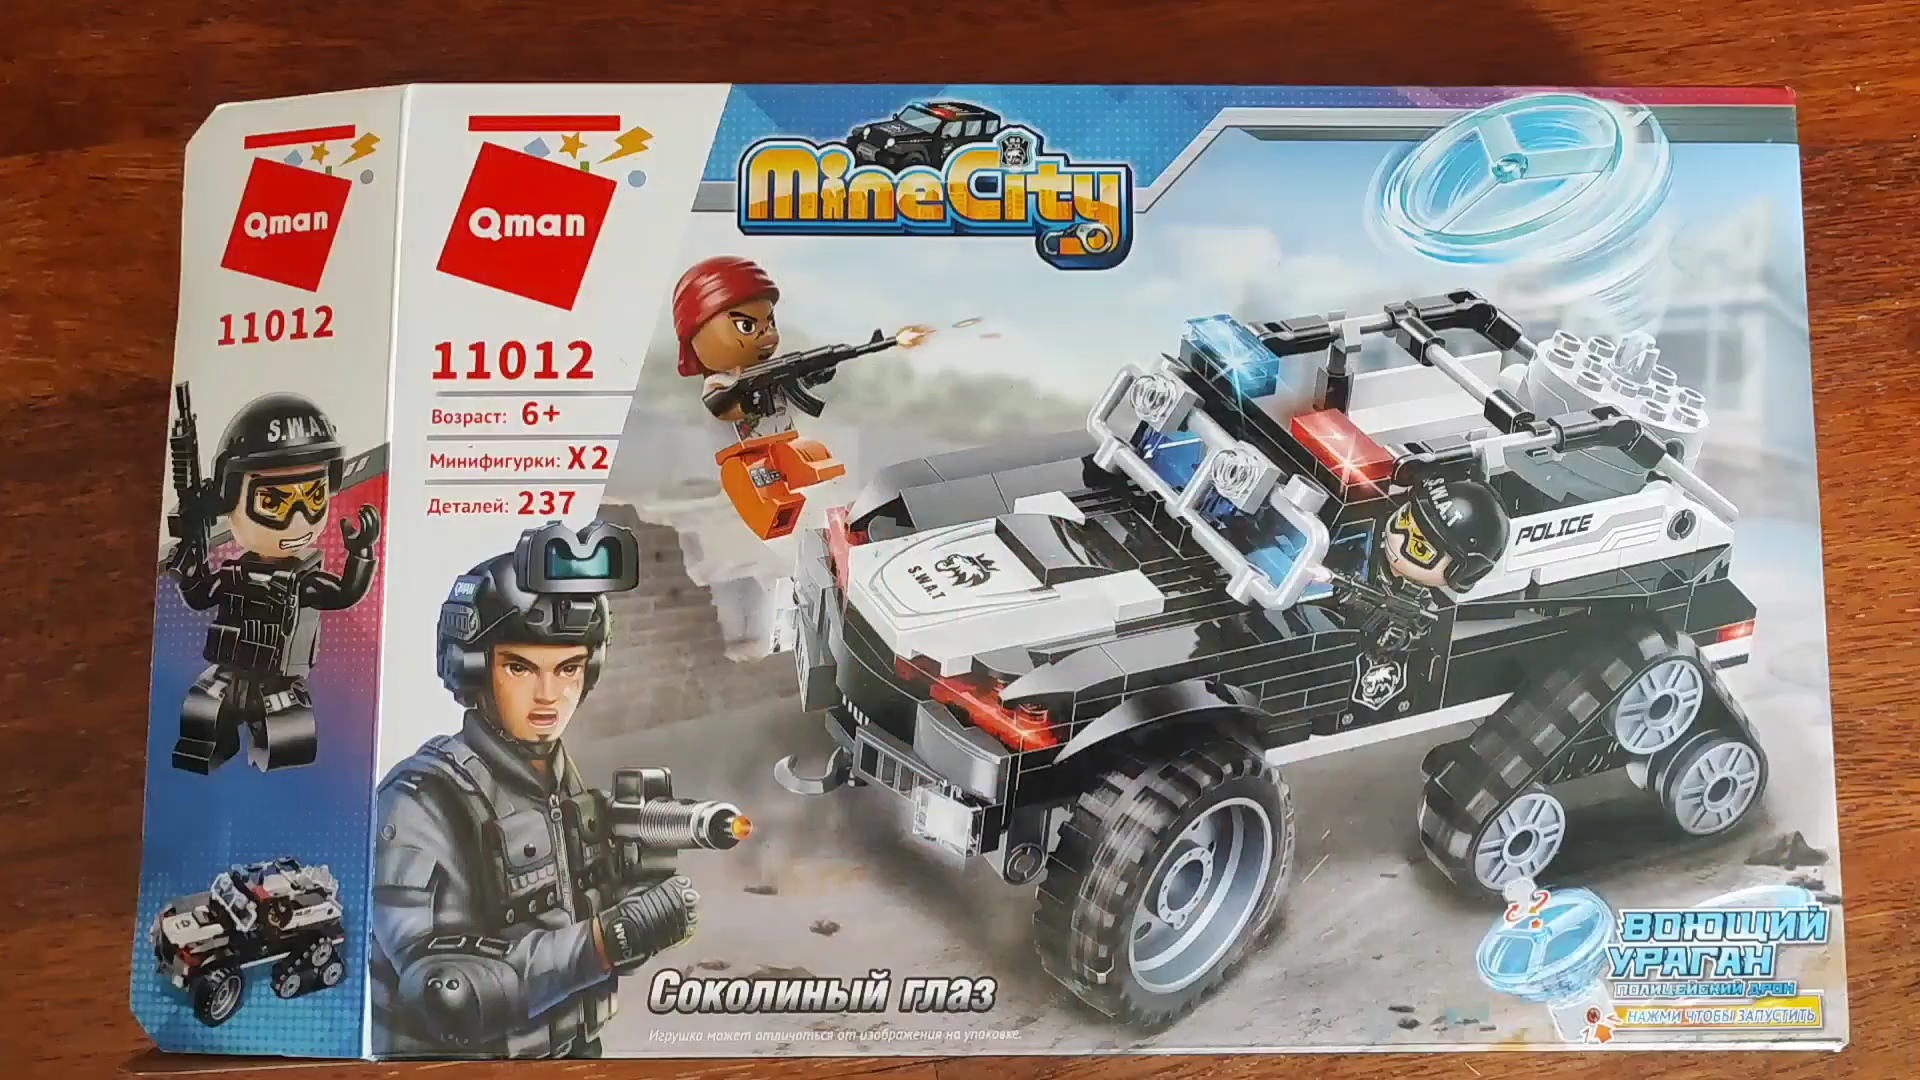 Qman
11012
S.W.A.T
Qman
11012
Возраст: 6+
Минифигурки: X2
Деталей: 237
MineCity
QMAN
S.W.A.T
S.W.A.T
POLICE
Соколиный глаз
Игрушка может отличаться от изображения на упаковке.
ВОЮЩИЙ
УРАГАН
ПОЛИЦЕЙСКИЙ ДРОН
НАЖМИ ЧТОБЫ ЗАПУСТИТЬ